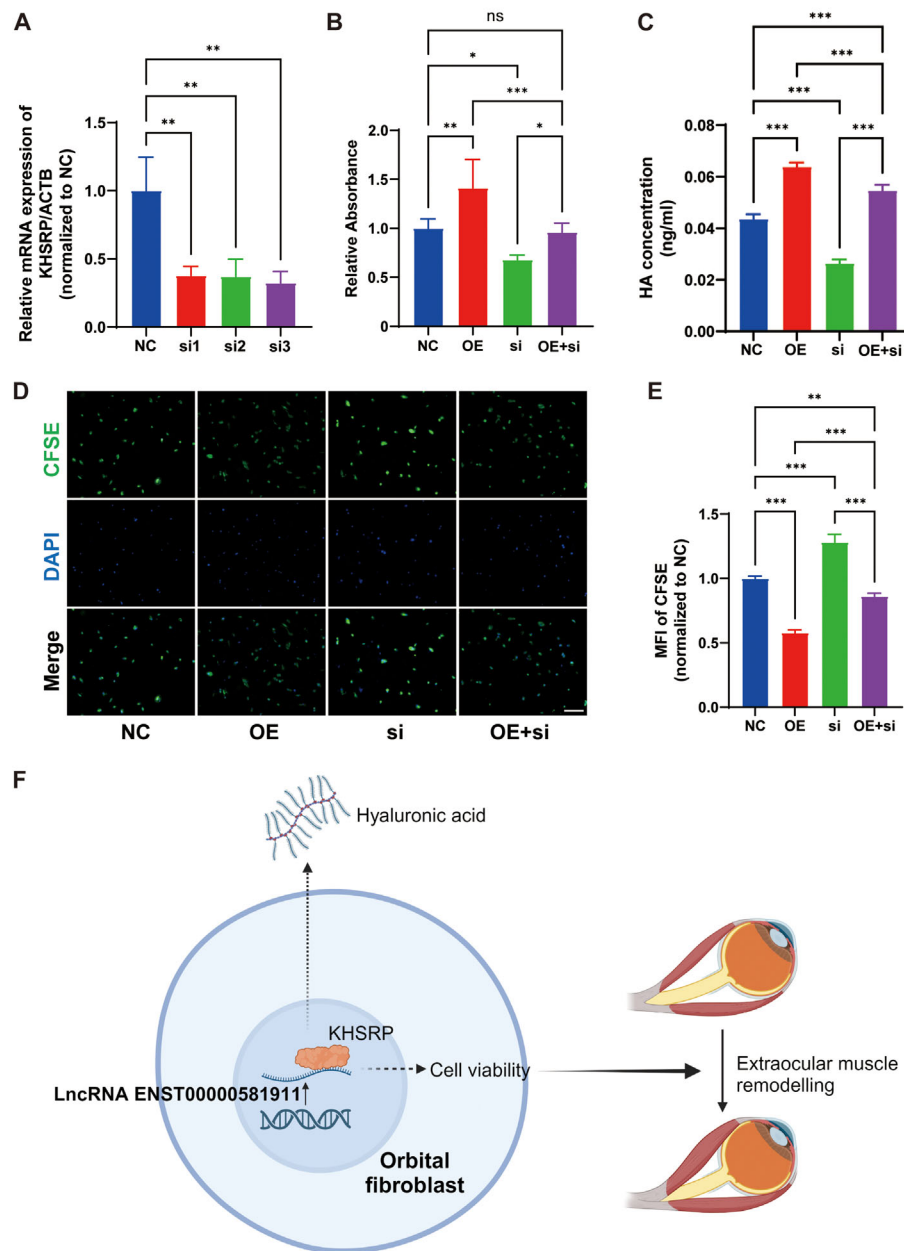 A
Relative mRNA expression of
KHSRP/ACTB
(normalized to NC)
**
**
**
1.5
1.0
0.5
0.0
NC si1 si2 si3
B
Relative Absorbance
ns
*
***
**
*
2.0
1.5
1.0
0.5
0.0
NC OE si OE+si
C
HA concentration
(ng/ml)
***
***
***
***
***
0.08
0.06
0.04
0.02
0.00
NC OE si OE+si
D
CFSE
DAPI
Merge
NC OE si OE+si
E
MFI of CFSE
(normalized to NC)
**
***
***
***
***
1.5
1.0
0.5
0.0
NC OE si OE+si
F
Hyaluronic acid
KHSRP
Cell viability
LncRNA ENST00000581911
Orbital
fibroblast
Extraocular muscle
remodelling